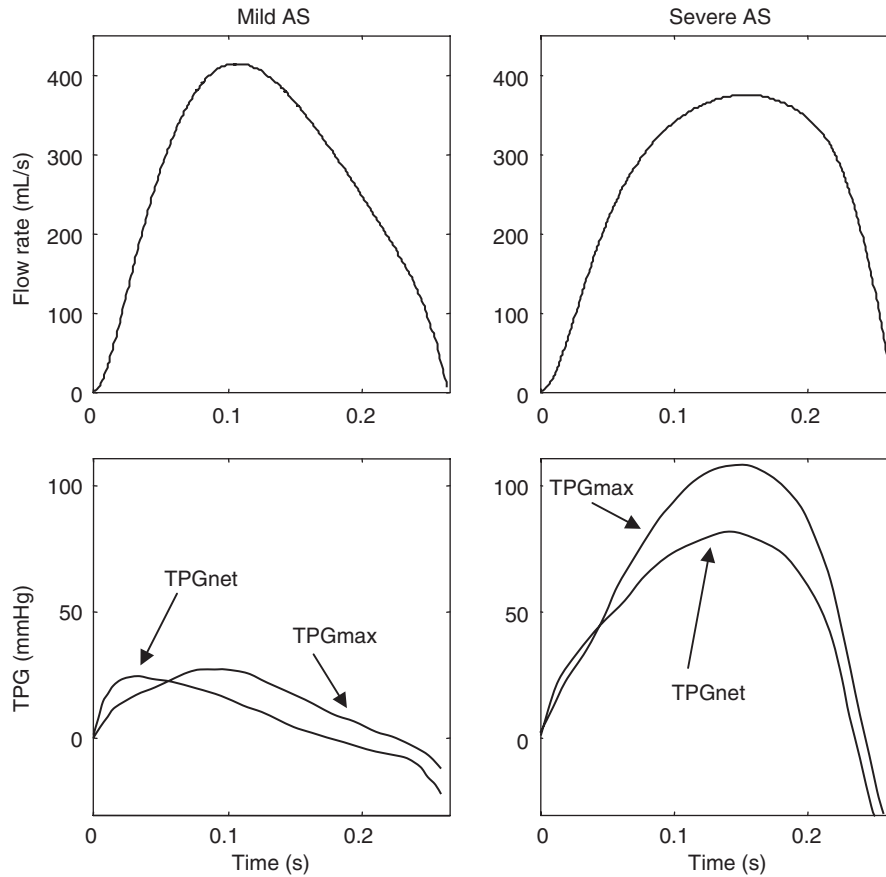 Mild AS
Severe AS
Flow rate (mL/s)
400
300
200
100
0
0
0.1
0.2
400
300
200
100
0
0
0.1
0.2
TPG (mmHg)
100
50
0
TPGnet
TPGmax
0
0.1
0.2
Time (s)
100
50
0
TPGmax
TPGnet
0
0.1
0.2
Time (s)